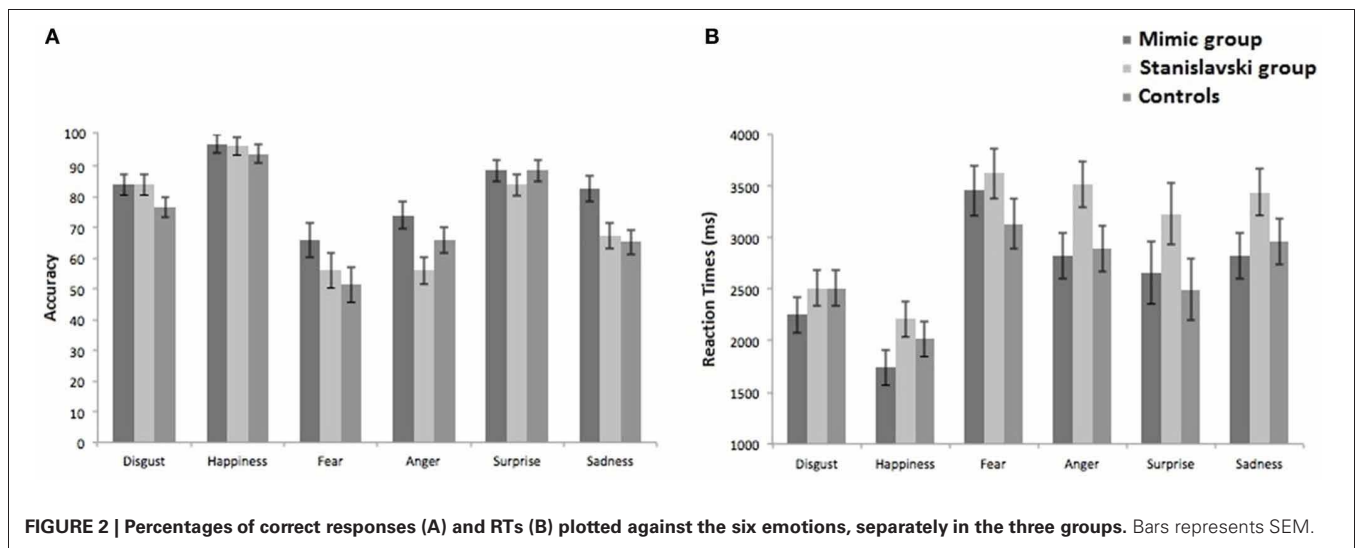 A
B
Mimic group
Stanislavski group
Controls
Accuracy
100
90
80
70
60
50
40
30
20
10
0
Disgust Happiness Fear Anger Surprise Sadness
Reaction Times (ms)
4000
3500
3000
2500
2000
1500
1000
Disgust Happiness Fear Anger Surprise Sadness
FIGURE 2 | Percentages of correct responses (A) and RTs (B) plotted against the six emotions, separately in the three groups. Bars represents SEM.